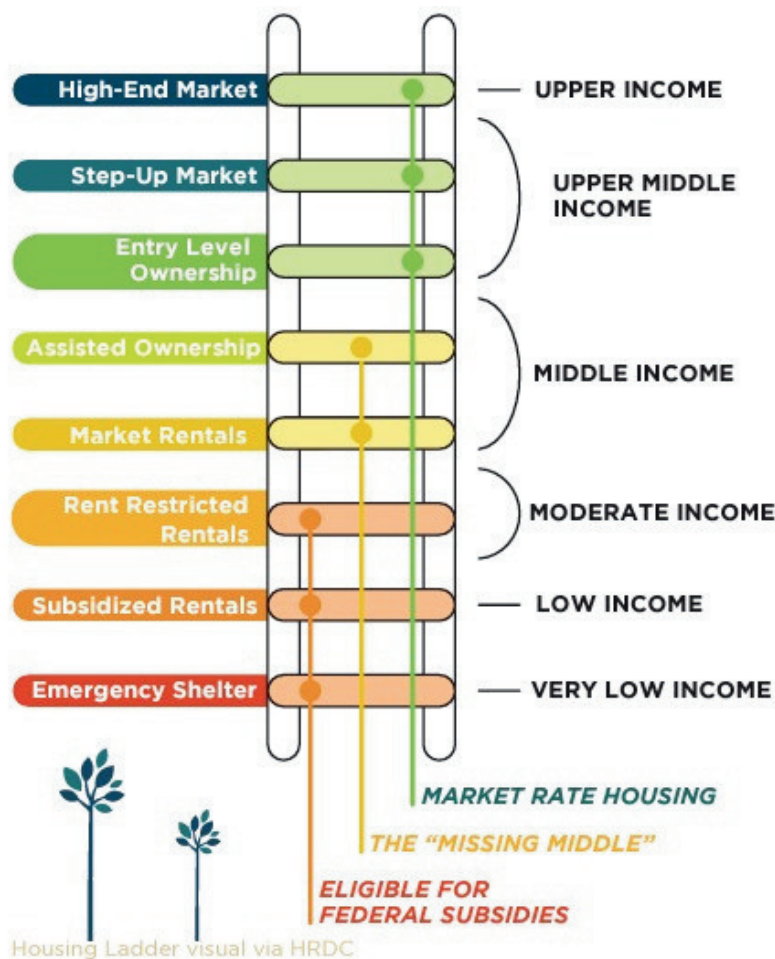 High-End Market
UPPER INCOME
Step-Up Market
UPPER MIDDLE
INCOME
Entry Level
Ownership
Assisted Ownership
MIDDLE INCOME
Market Rentals
Rent Restricted
Rentals
MODERATE INCOME
Subsidized Rentals
LOW INCOME
Emergency Shelter
VERY LOW INCOME
MARKET RATE HOUSING
THE “MISSING MIDDLE”
ELIGIBLE FOR
FEDERAL SUBSIDIES
Housing Ladder visual via HRDC